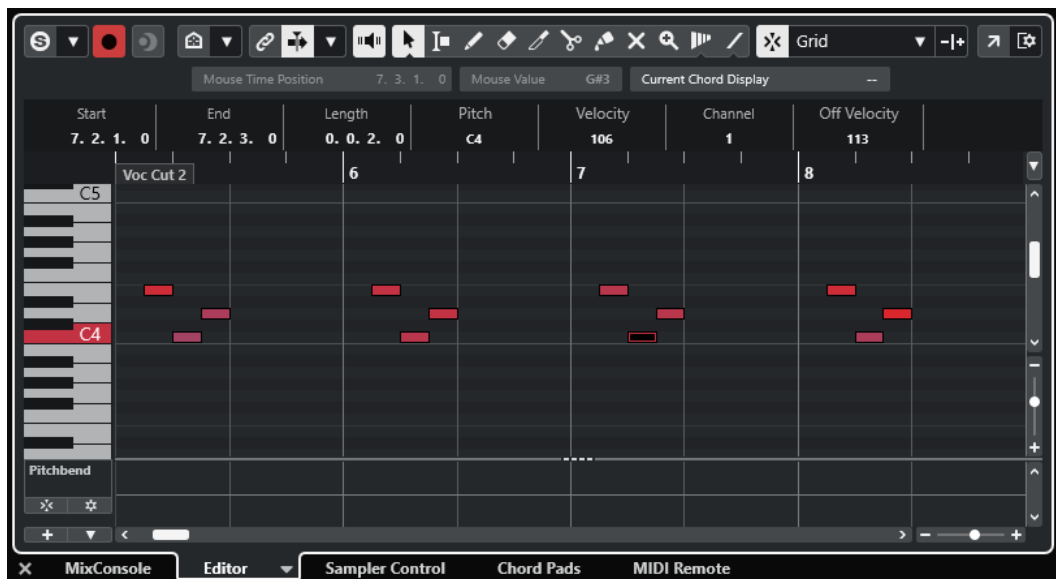 S Grid
Mouse Time Position 7. 3. 1. 0 Mouse Value G#3 Current Chord Display --
Start End Length Pitch Velocity Channel Off Velocity
7. 2. 1. 0 7. 2. 3. 0 0. 0. 2. 0 C4 106 1 113
Voc Cut 2 6 7 8
C5
C4
Pitchbend
MixConsole Editor Sampler Control Chord Pads MIDI Remote